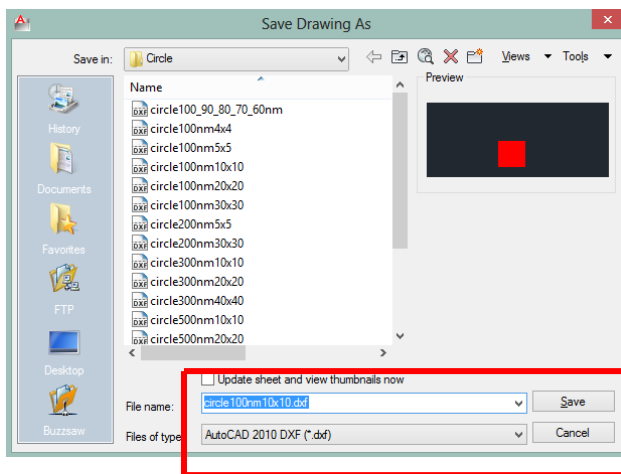 Save Drawing As
Save in:
Circle
Views
Tools
History
Documents
Favorites
FTP
Desktop
Buzzsaw
Name
circle100_90_80_70_60nm
circle100nm4x4
circle100nm5x5
circle100nm10x10
circle100nm20x20
circle100nm30x30
circle200nm5x5
circle200nm30x30
circle300nm10x10
circle300nm20x20
circle300nm40x40
circle500nm10x10
circle500nm20x20
Preview
Update sheet and view thumbnails now
File name:
circle100nm10x10.dxf
Save
Files of type
AutoCAD 2010 DXF (*.dxf)
Cancel